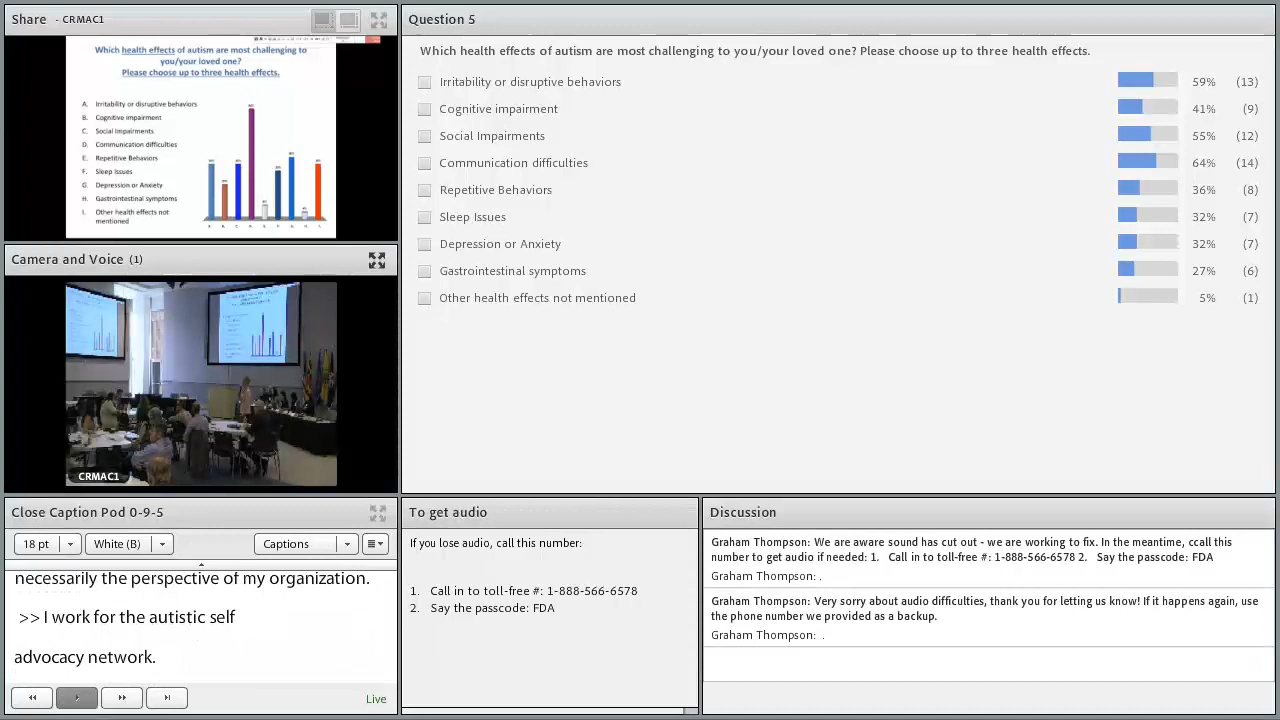 Share - CRMAC1
Which health effects of autism are most challenging to
you/your loved one?
Please choose up to three health effects.
A. Irritability or disruptive behaviors
B. Cognitive impairment
C. Social Impairments
D. Communication difficulties
E. Repetitive Behaviors
F. Sleep Issues
G. Depression or Anxiety
H. Gastrointestinal symptoms
I. Other health effects not
mentioned
Camera and Voice (1)
CRMAC1
Question 5
Which health effects of autism are most challenging to you/your loved one? Please choose up to three health effects.
Irritability or disruptive behaviors 59% (13)
Cognitive impairment 41% (9)
Social Impairments 55% (12)
Communication difficulties 64% (14)
Repetitive Behaviors 36% (8)
Sleep Issues 32% (7)
Depression or Anxiety 32% (7)
Gastrointestinal symptoms 27% (6)
Other health effects not mentioned 5% (1)
Close Caption Pod 0-9-5
18 pt White (B) Captions
necessarily the perspective of my organization.
>> I work for the autistic self
advocacy network.
Live
To get audio
If you lose audio, call this number:
1. Call in to toll-free #: 1-888-566-6578
2. Say the passcode: FDA
Discussion
Graham Thompson: We are aware sound has cut out - we are working to fix. In the meantime, ccall this
number to get audio if needed: 1. Call in to toll-free #: 1-888-566-6578 2. Say the passcode: FDA
Graham Thompson: .
Graham Thompson: Very sorry about audio difficulties, thank you for letting us know! If it happens again, use
the phone number we provided as a backup.
Graham Thompson: .